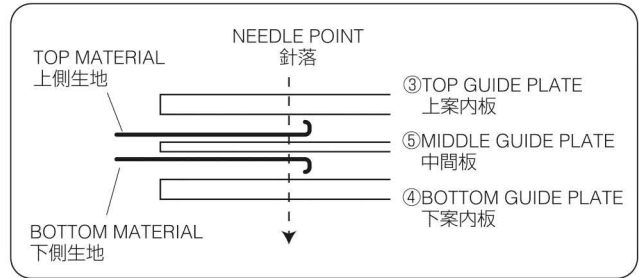 NEEDLE POINT
針落
TOP MATERIAL
上側生地
③TOP GUIDE PLATE
上案内板
⑤MIDDLE GUIDE PLATE
中間板
④BOTTOM GUIDE PLATE
下案内板
BOTTOM MATERIAL
下側生地